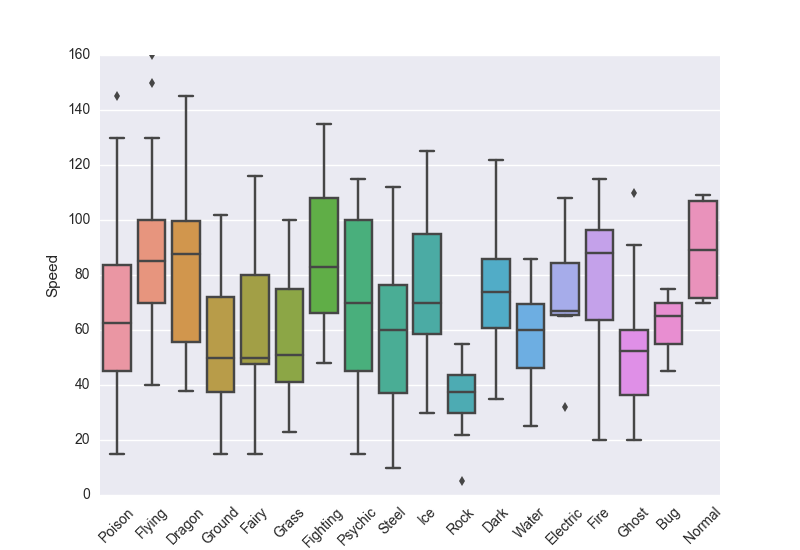 160
140
120
100
80
60
40
20
0
Speed
Poison
Flying
Dragon
Ground
Fairy
Grass
Fighting
Psychic
Steel
Ice
Rock
Dark
Water
Electric
Fire
Ghost
Bug
Normal